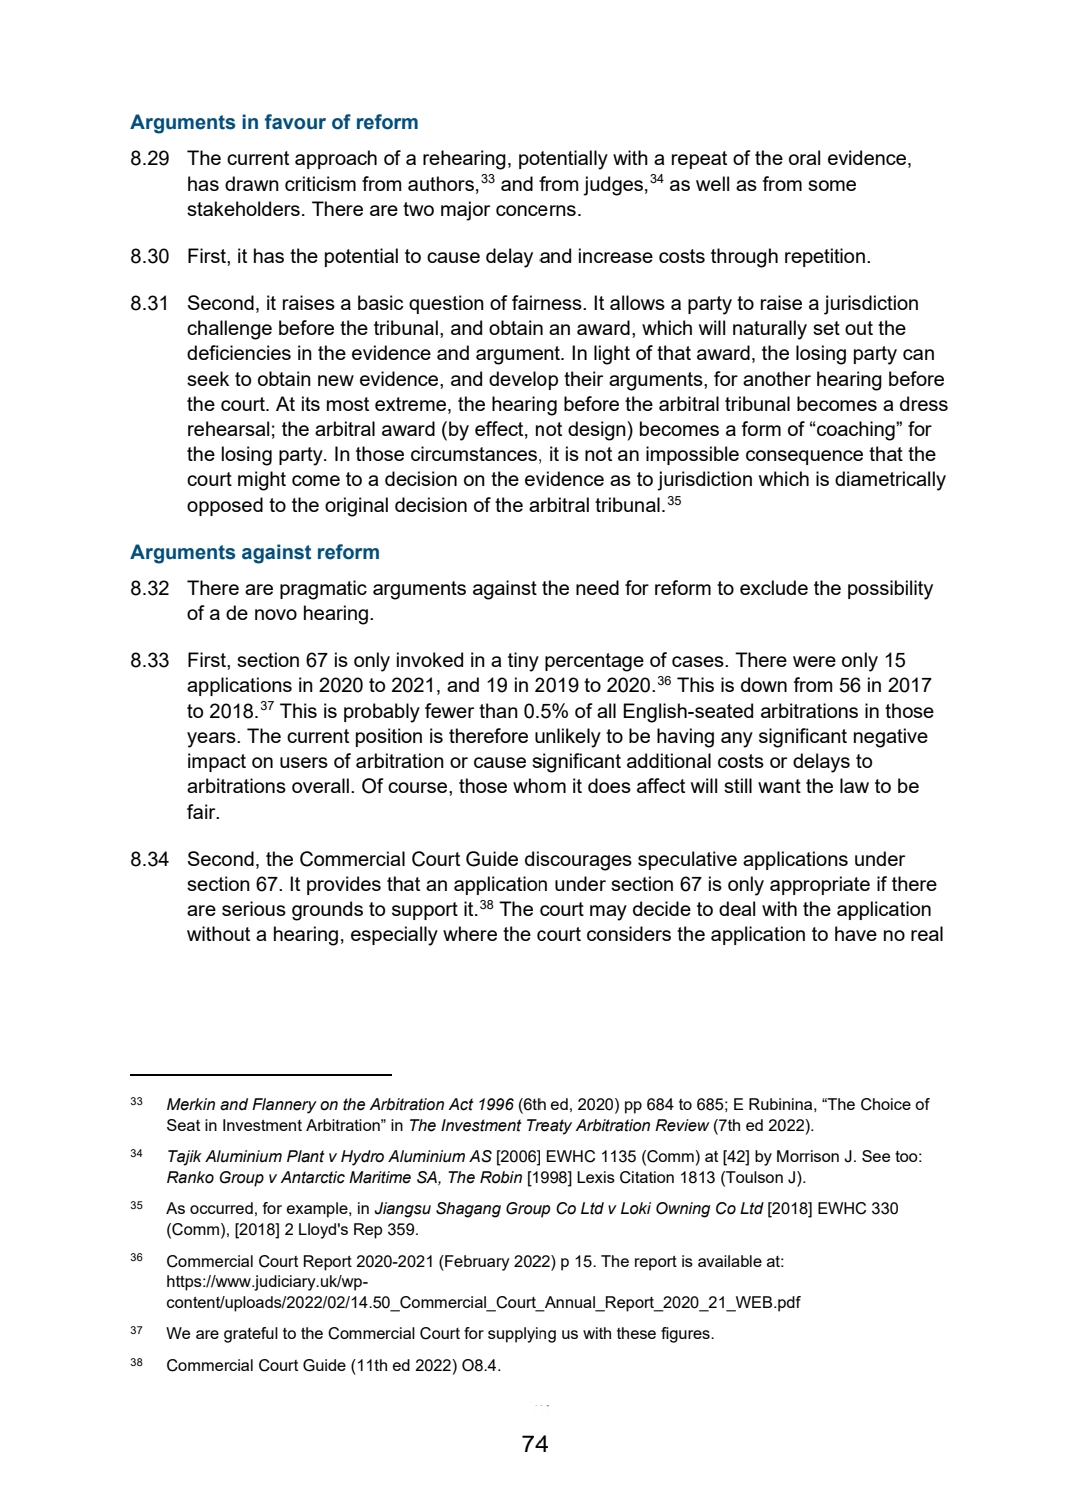 Arguments in favour of reform
8.29 The current approach of a rehearing, potentially with a repeat of the oral evidence,
has drawn criticism from authors,33 and from judges,34 as well as from some
stakeholders. There are two major concerns.
8.30 First, it has the potential to cause delay and increase costs through repetition.
8.31 Second, it raises a basic question of fairness. It allows a party to raise a jurisdiction
challenge before the tribunal, and obtain an award, which will naturally set out the
deficiencies in the evidence and argument. In light of that award, the losing party can
seek to obtain new evidence, and develop their arguments, for another hearing before
the court. At its most extreme, the hearing before the arbitral tribunal becomes a dress
rehearsal; the arbitral award (by effect, not design) becomes a form of “coaching” for
the losing party. In those circumstances, it is not an impossible consequence that the
court might come to a decision on the evidence as to jurisdiction which is diametrically
opposed to the original decision of the arbitral tribunal.35
Arguments against reform
8.32 There are pragmatic arguments against the need for reform to exclude the possibility
of a de novo hearing.
8.33 First, section 67 is only invoked in a tiny percentage of cases. There were only 15
applications in 2020 to 2021, and 19 in 2019 to 2020.36 This is down from 56 in 2017
to 2018.37 This is probably fewer than 0.5% of all English-seated arbitrations in those
years. The current position is therefore unlikely to be having any significant negative
impact on users of arbitration or cause significant additional costs or delays to
arbitrations overall. Of course, those whom it does affect will still want the law to be
fair.
8.34 Second, the Commercial Court Guide discourages speculative applications under
section 67. It provides that an application under section 67 is only appropriate if there
are serious grounds to support it.38 The court may decide to deal with the application
without a hearing, especially where the court considers the application to have no real
33 Merkin and Flannery on the Arbitration Act 1996 (6th ed, 2020) pp 684 to 685; E Rubinina, “The Choice of
Seat in Investment Arbitration” in The Investment Treaty Arbitration Review (7th ed 2022).
34 Tajik Aluminium Plant v Hydro Aluminium AS [2006] EWHC 1135 (Comm) at [42] by Morrison J. See too:
Ranko Group v Antarctic Maritime SA, The Robin [1998] Lexis Citation 1813 (Toulson J).
35 As occurred, for example, in Jiangsu Shagang Group Co Ltd v Loki Owning Co Ltd [2018] EWHC 330
(Comm), [2018] 2 Lloyd's Rep 359.
36 Commercial Court Report 2020-2021 (February 2022) p 15. The report is available at:
https://www.judiciary.uk/wp-
content/uploads/2022/02/14.50_Commercial_Court_Annual_Report_2020_21_WEB.pdf
37 We are grateful to the Commercial Court for supplying us with these figures.
38 Commercial Court Guide (11th ed 2022) O8.4.
74